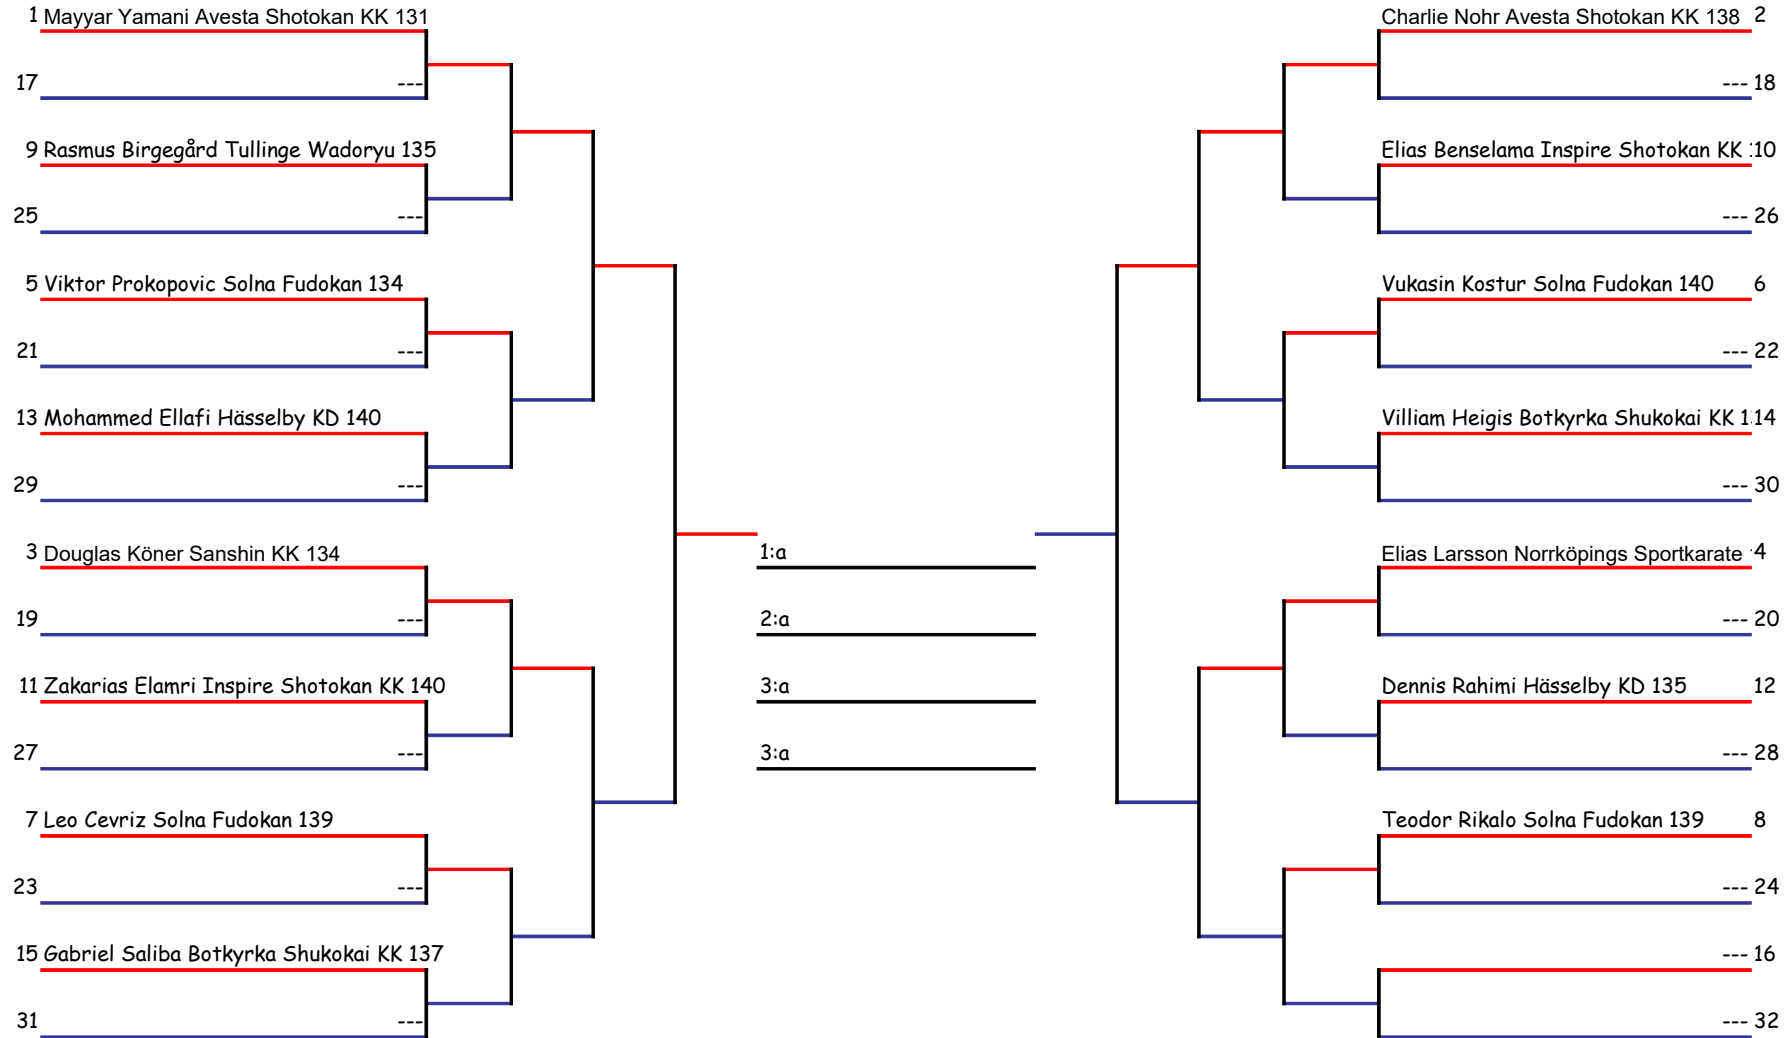 1 Mayyar Yamani Avesta Shotokan KK 131
17 ---
9 Rasmus Birgegård Tullinge Wadoryu 135
25 ---
5 Viktor Prokopovic Solna Fudokan 134
21 ---
13 Mohammed Ellafi Hässelby KD 140
29 ---
3 Douglas Köner Sanshin KK 134
19 ---
11 Zakarias Elamri Inspire Shotokan KK 140
27 ---
7 Leo Cevriz Solna Fudokan 139
23 ---
15 Gabriel Saliba Botkyrka Shukokai KK 137
31 ---
1:a
2:a
3:a
3:a
Charlie Nohr Avesta Shotokan KK 138 2
--- 18
Elias Benselama Inspire Shotokan KK 10
--- 26
Vukasin Kostur Solna Fudokan 140 6
--- 22
Villiam Heigis Botkyrka Shukokai KK 14
--- 30
Elias Larsson Norrköpings Sportkarate 4
--- 20
Dennis Rahimi Hässelby KD 135 12
--- 28
Teodor Rikalo Solna Fudokan 139 8
--- 24
--- 16
--- 32